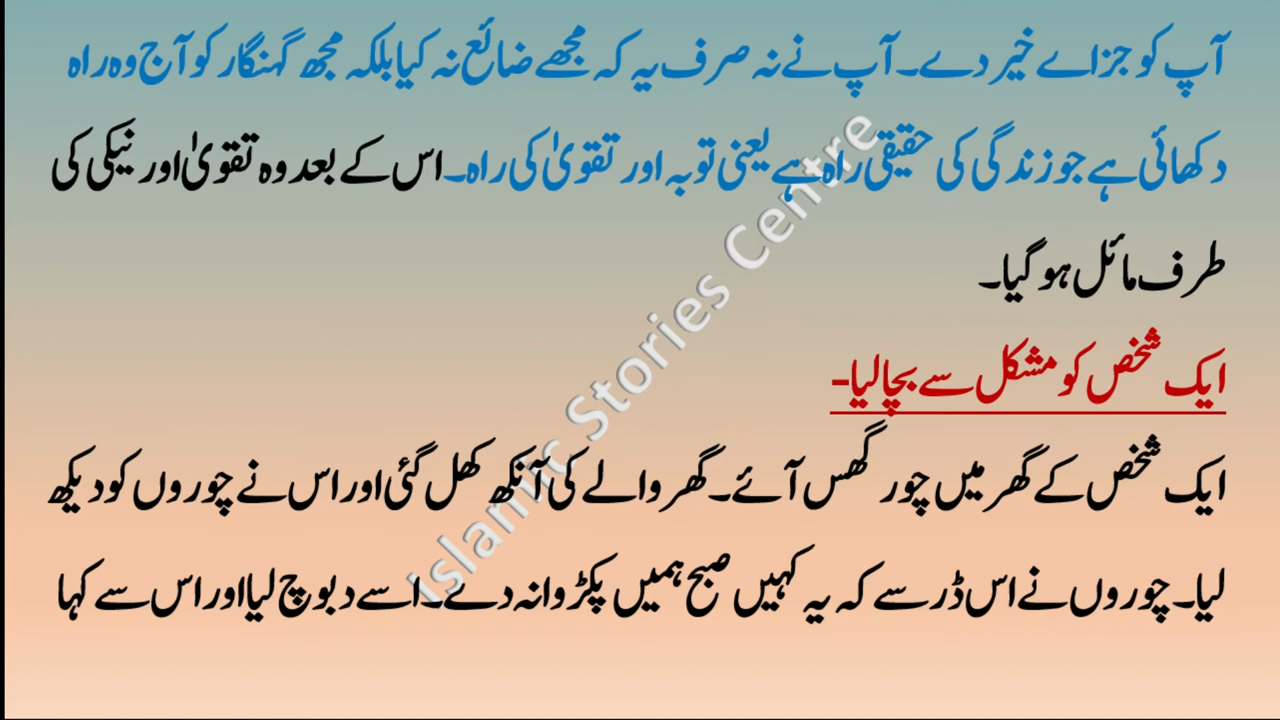 آپ کو جزاے خیر دے۔ آپ نے نہ صرف یہ کہ مجھے ضائع نہ کیا بلکہ مجھ گہنگار کو آج وہ راہ
دکھائی ہے جو زندگی کی حقیقی راہ ہے یعنی توبہ اور تقویٰ کی راہ۔ اس کے بعد وہ تقویٰ اور نیکی کی
طرف مائل ہو گیا۔
ایک شخص کو مشکل سے بچا لیا-
ایک شخص کے گھر میں چور گھس آئے۔ گھر والے کی آنکھ کھل گئی اور اس نے چوروں کو دیکھ
لیا۔ چوروں نے اس ڈر سے کہ یہ کہیں صبح ہمیں پکڑوا نہ دے۔ اسے دبوچ لیا اور اس سے کہا
Islamic Stories Centre